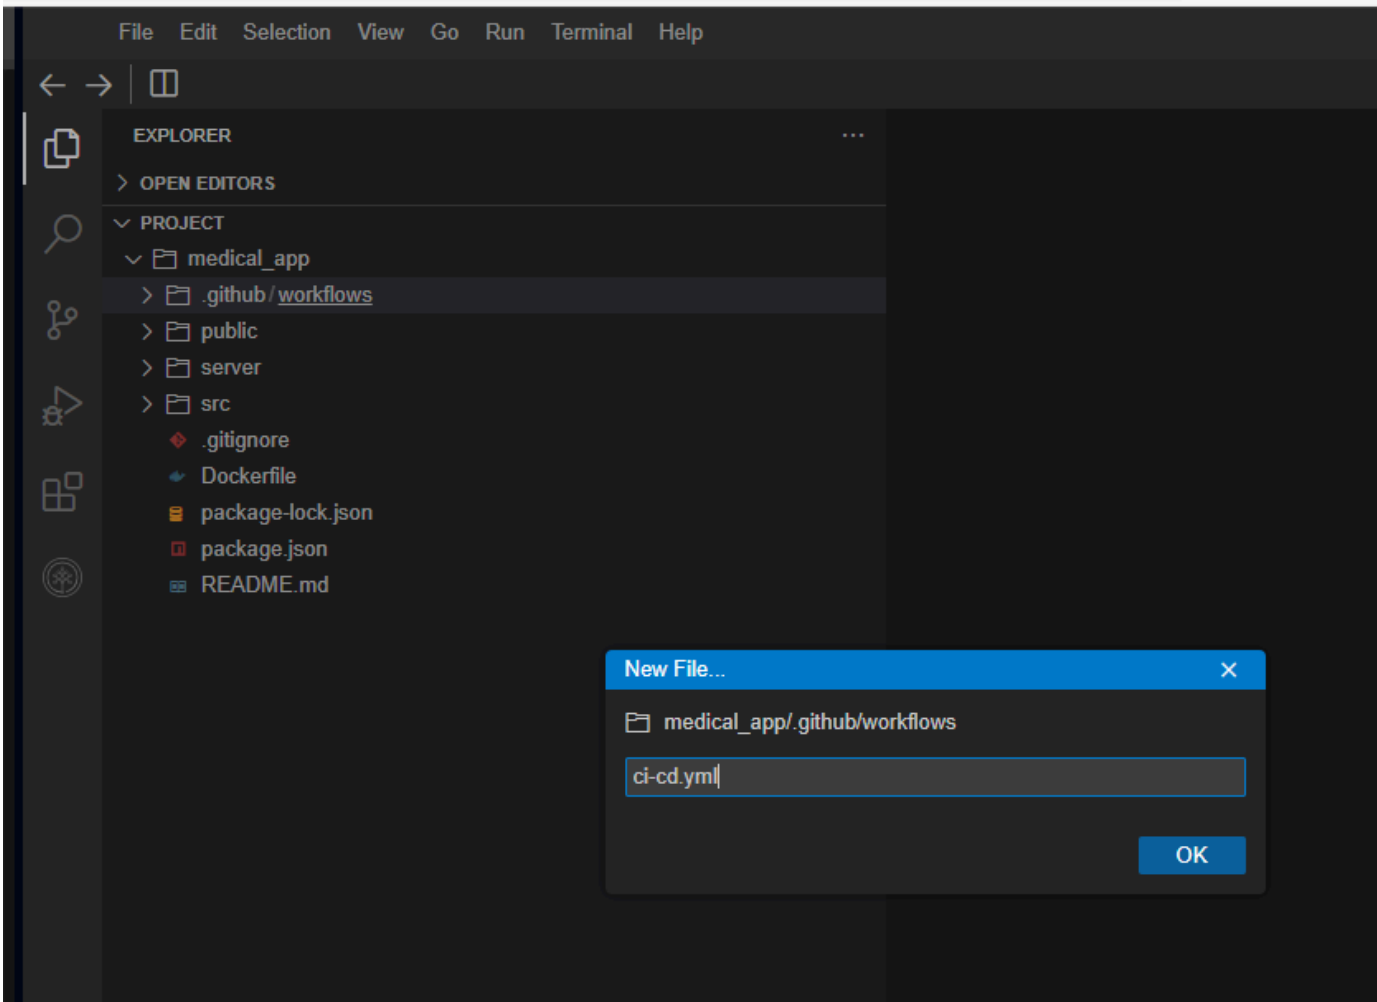 File Edit Selection View Go Run Terminal Help
EXPLORER
OPEN EDITORS
PROJECT
medical_app
.github/workflows
public
server
src
.gitignore
Dockerfile
package-lock.json
package.json
README.md
New File...
medical_app/.github/workflows
ci-cd.yml
OK